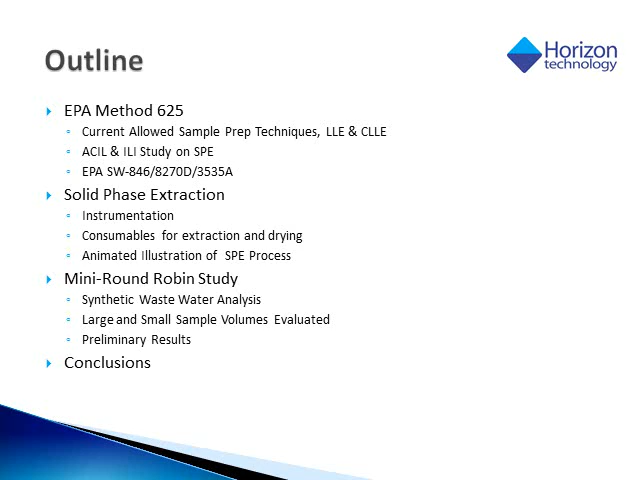 Outline
Horizon
technology
EPA Method 625
Current Allowed Sample Prep Techniques, LLE & CLLE
ACIL & ILI Study on SPE
EPA SW-846/8270D/3535A
Solid Phase Extraction
Instrumentation
Consumables for extraction and drying
Animated Illustration of SPE Process
Mini-Round Robin Study
Synthetic Waste Water Analysis
Large and Small Sample Volumes Evaluated
Preliminary Results
Conclusions